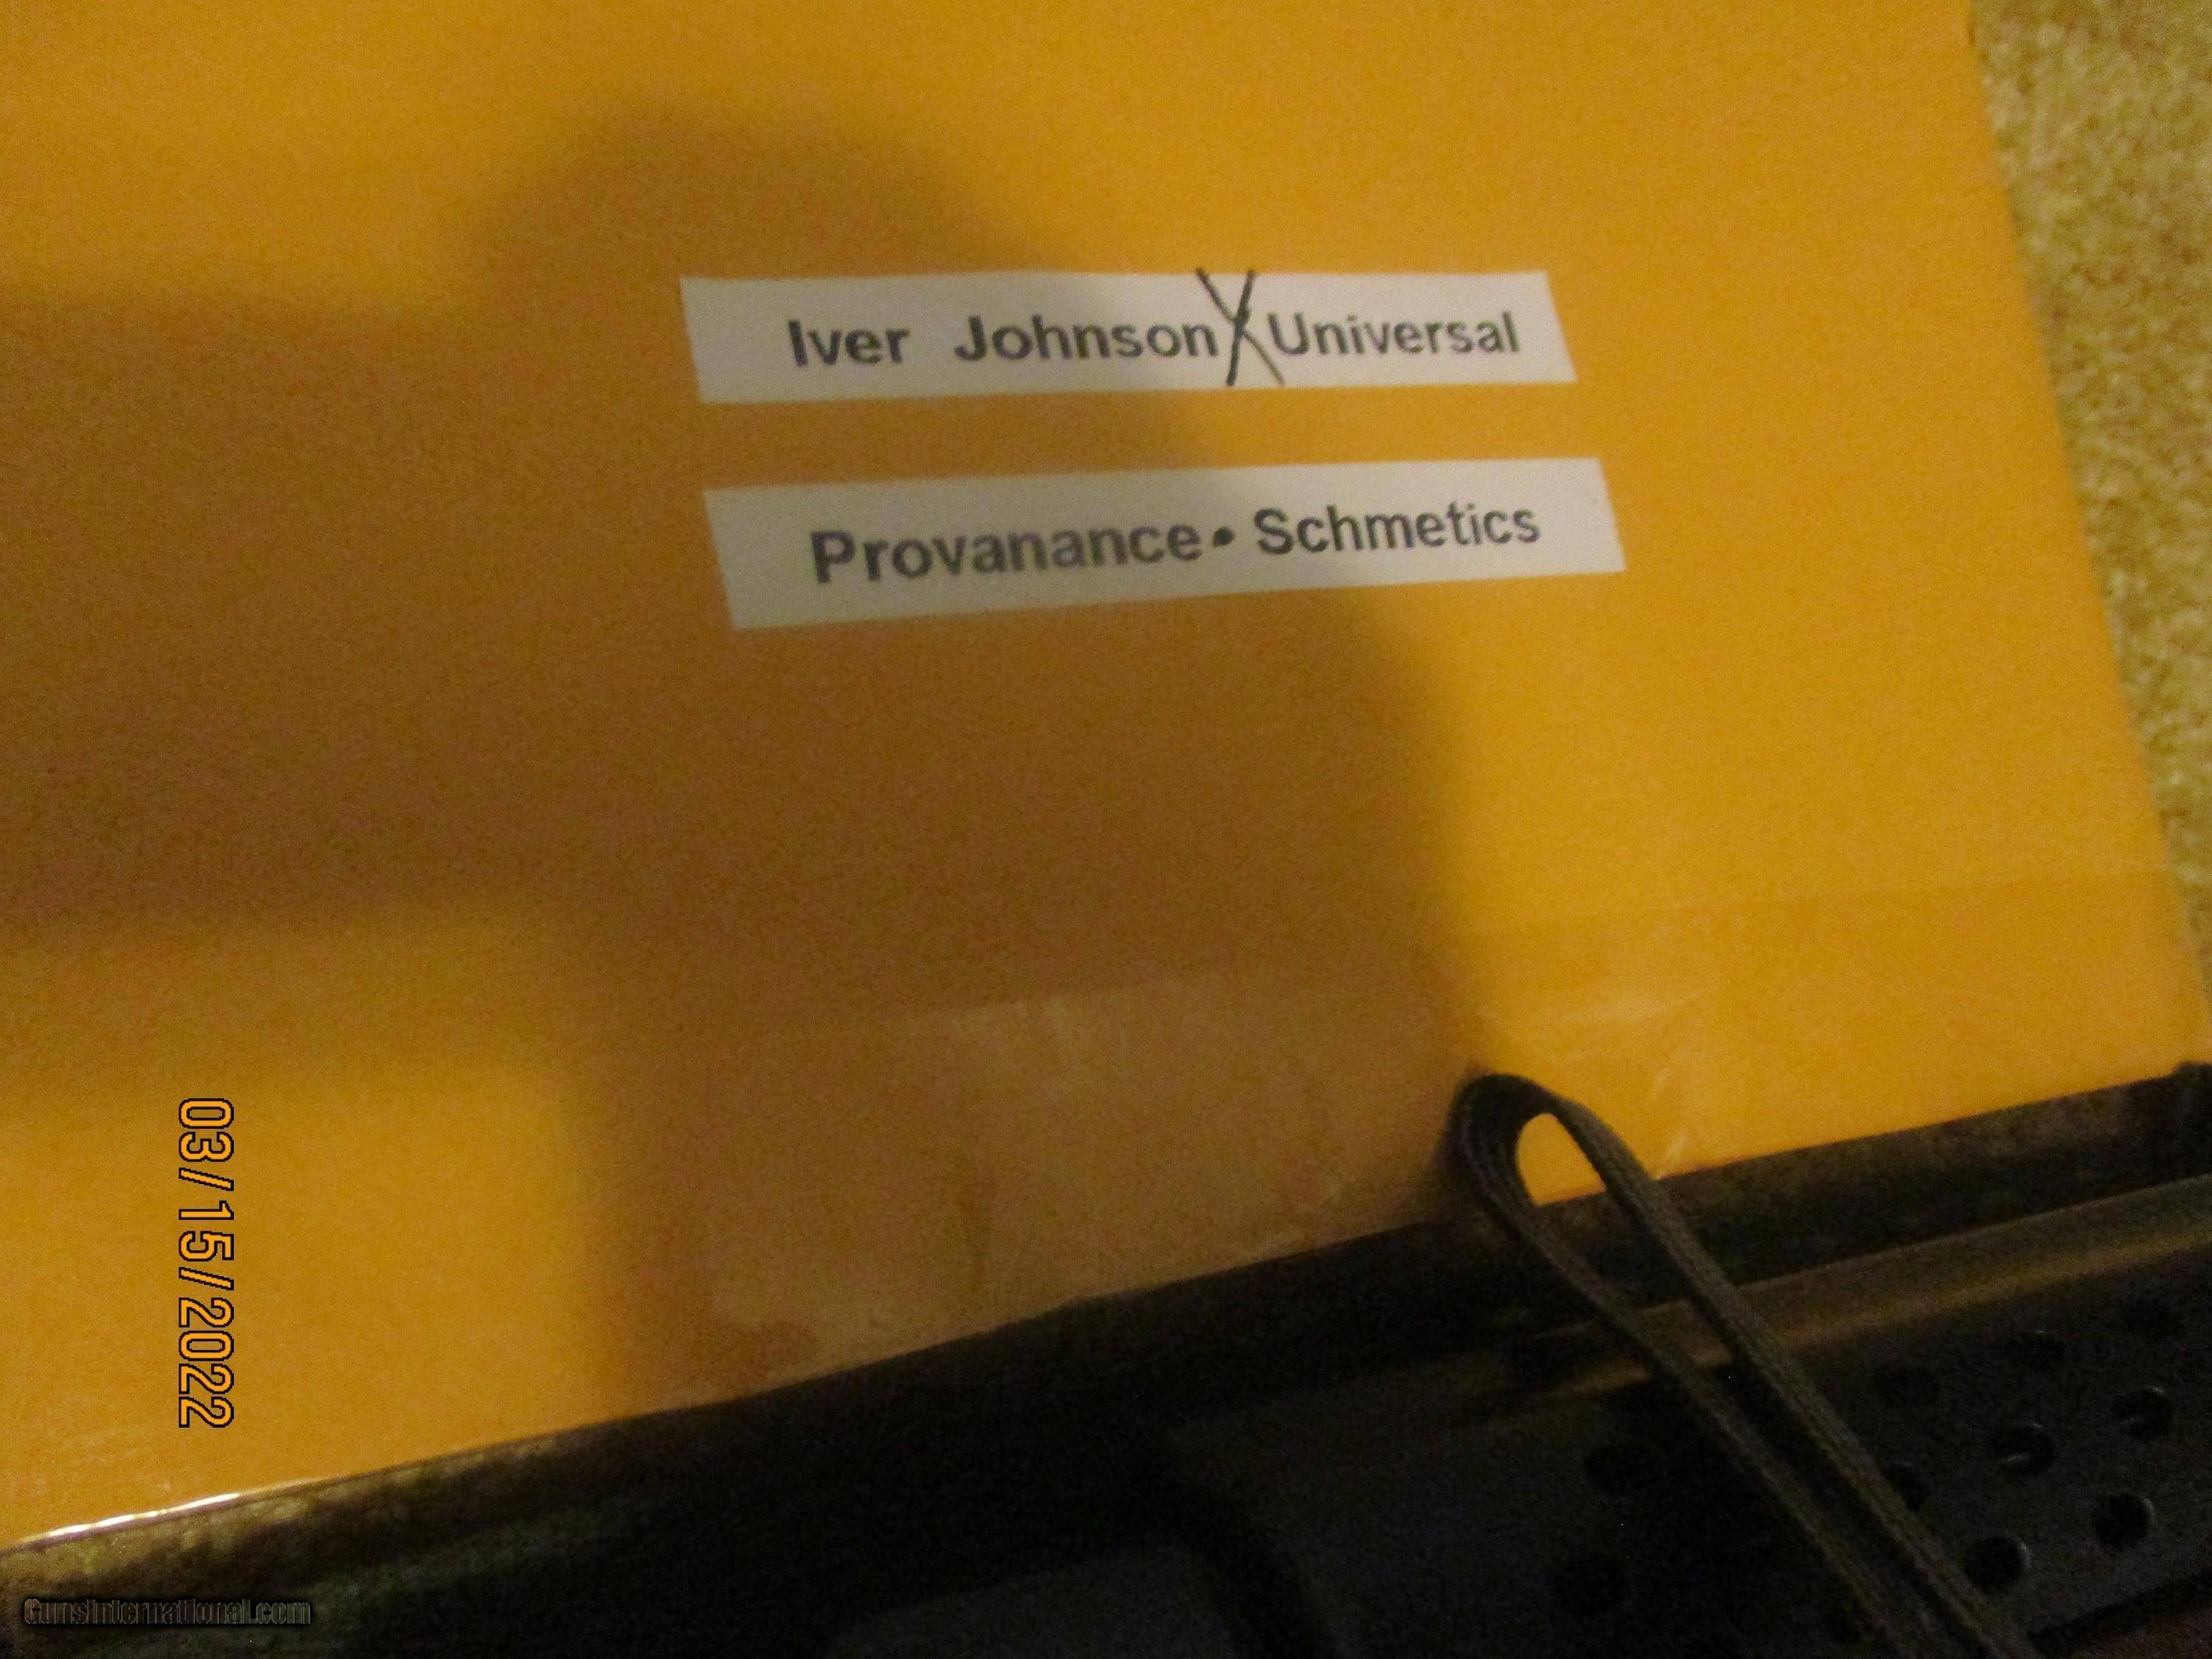 Iver Johnson X Universal
Provanance • Schmetics
03/15/2022
GunsInternational.com